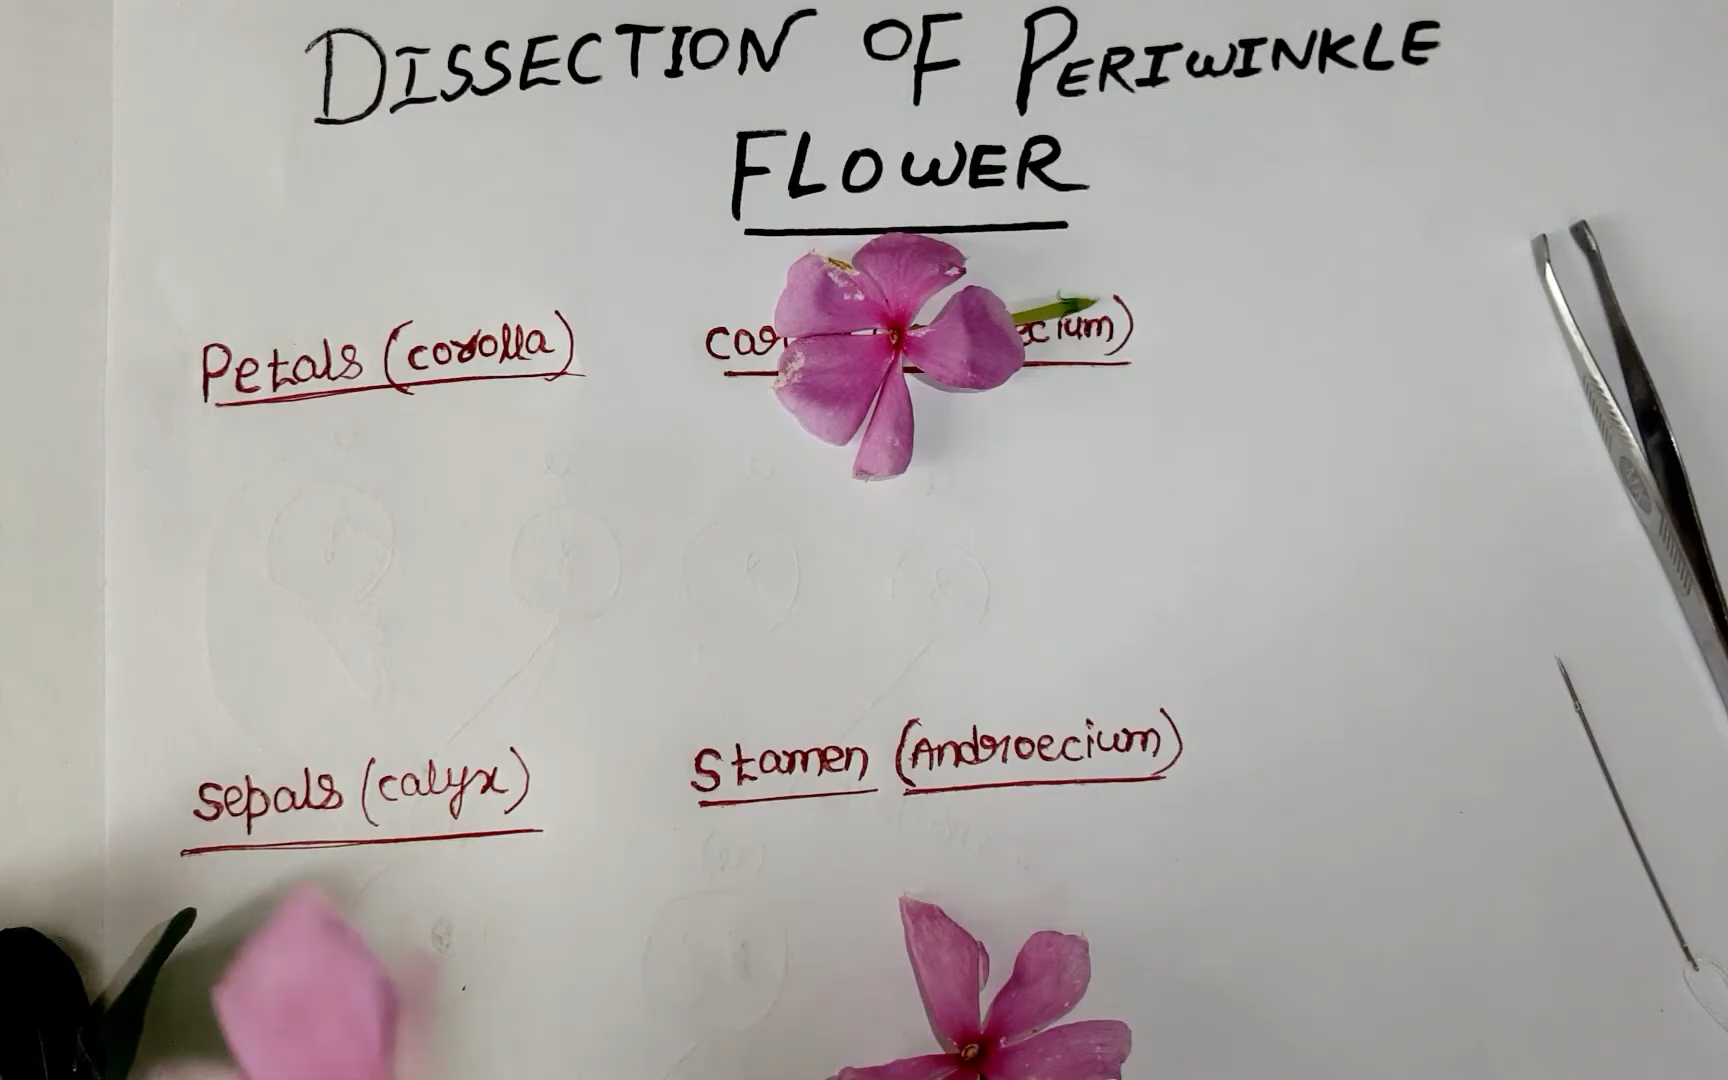 DISSECTION OF PERIWINKLE
FLOWER
Petals (corolla)
Sepals (calyx)
Stamen (Androecium)